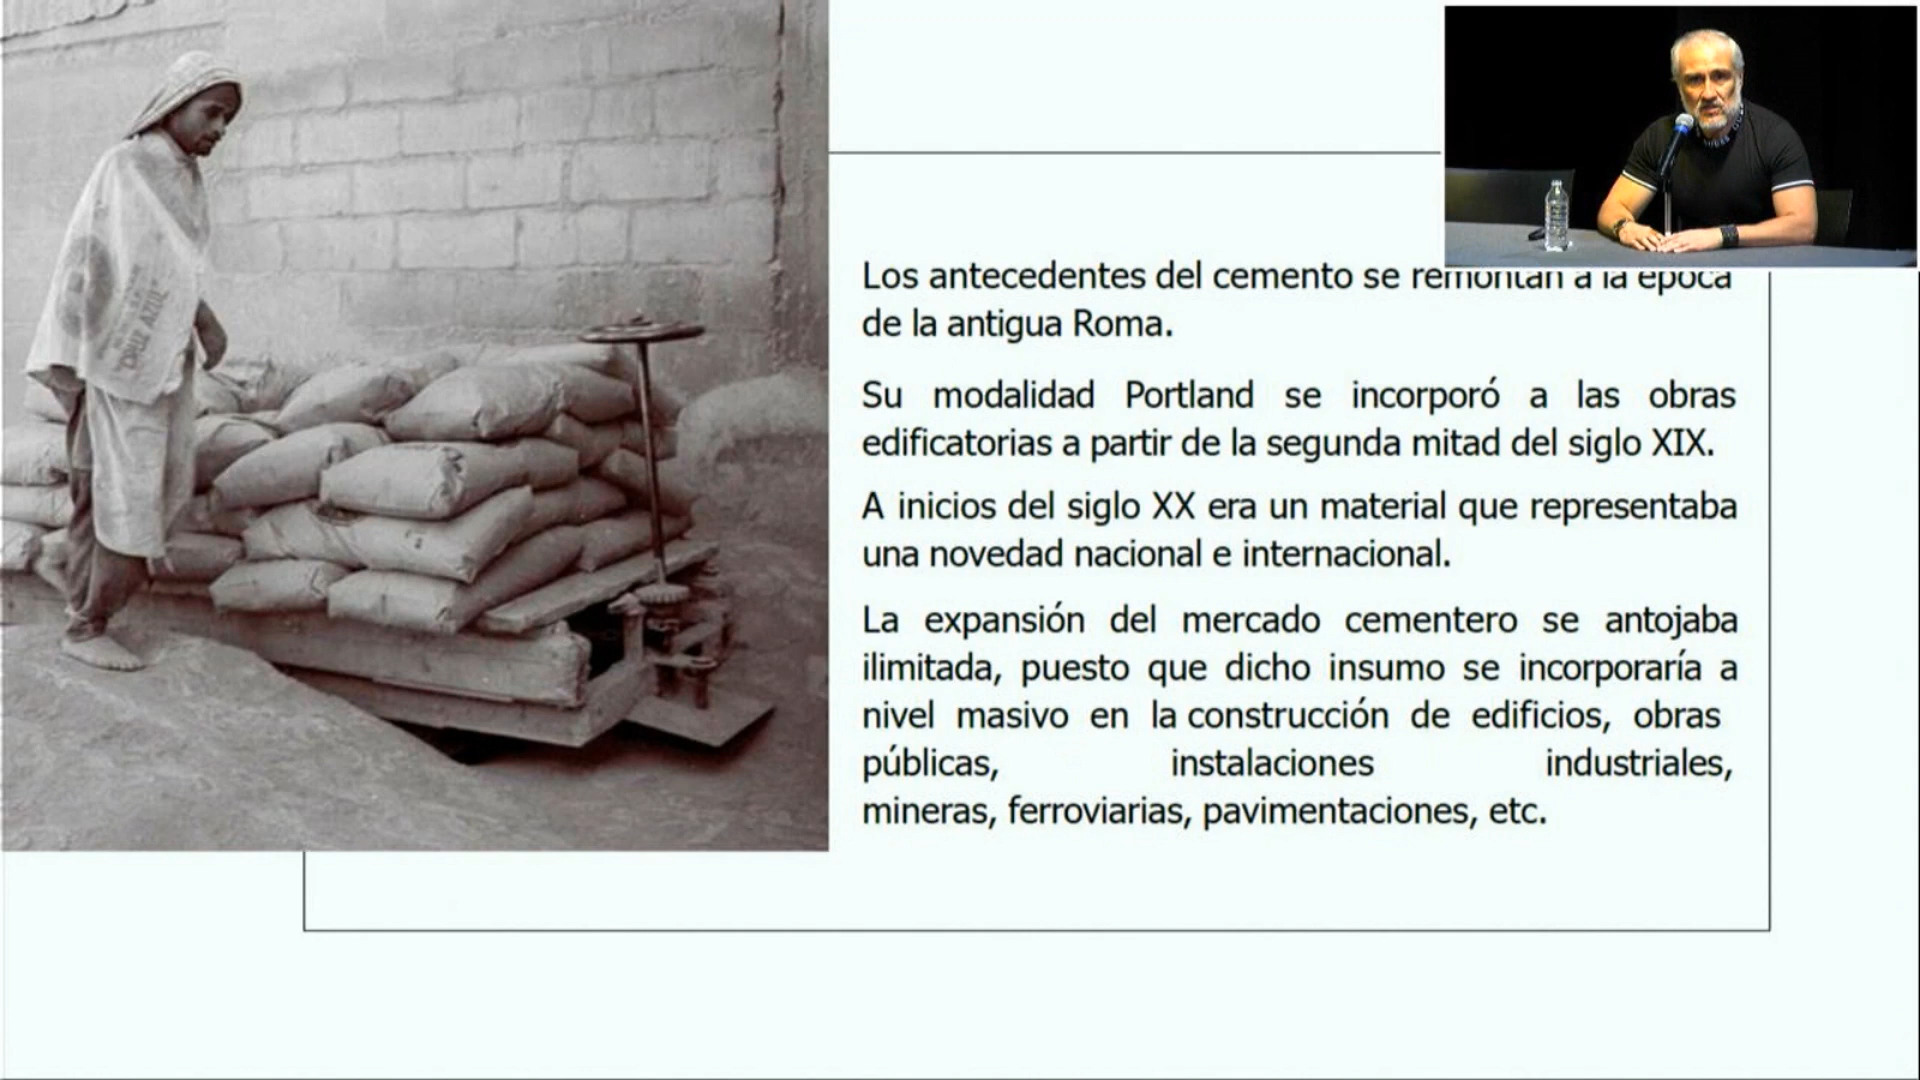 Los antecedentes del cemento se remontan a la época
de la antigua Roma.
Su modalidad Portland se incorporó a las obras
edificatorias a partir de la segunda mitad del siglo XIX.
A inicios del siglo XX era un material que representaba
una novedad nacional e internacional.
La expansión del mercado cementero se antojaba
ilimitada, puesto que dicho insumo se incorporaría a
nivel masivo en la construcción de edificios, obras
públicas, instalaciones industriales,
mineras, ferroviarias, pavimentaciones, etc.
CRUZ AZUL